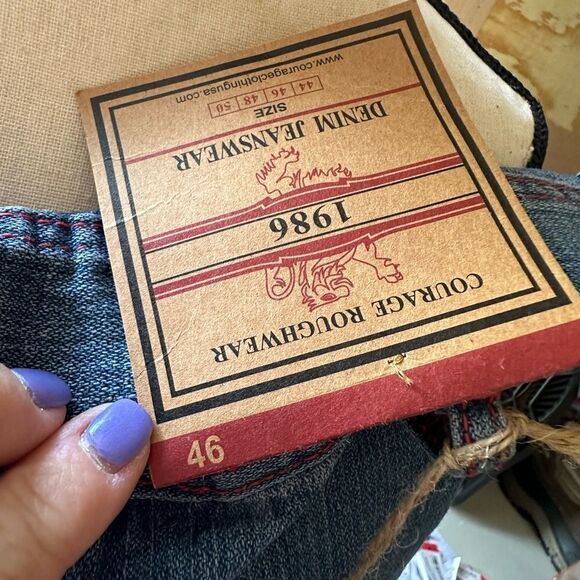 COURAGE ROUGHWEAR
1986
DENIM JEANSWEAR
SIZE
44 46 48 50
www.courageclothingusa.com
46